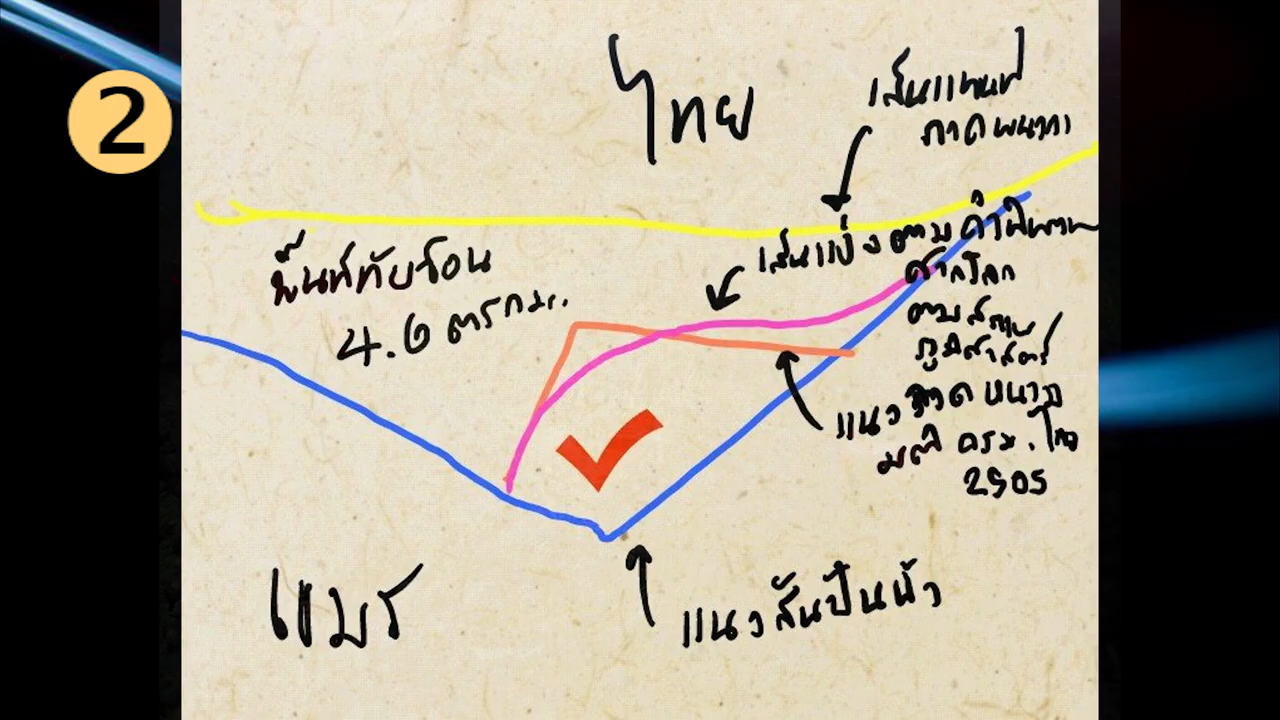 2
ไทย
เส้นแผนที่
ภาคผนวก
พื้นที่ทับซ้อน
4.6 ตร กม.
เส้นแบ่ง ตาม คำพิพากษา
ศาลโลก
ตามสภาพ
ภูมิศาสตร์
แนว ลวด หนาม
มติ ครม. ไทย
2505
เขมร
แนวสันปันน้ำ